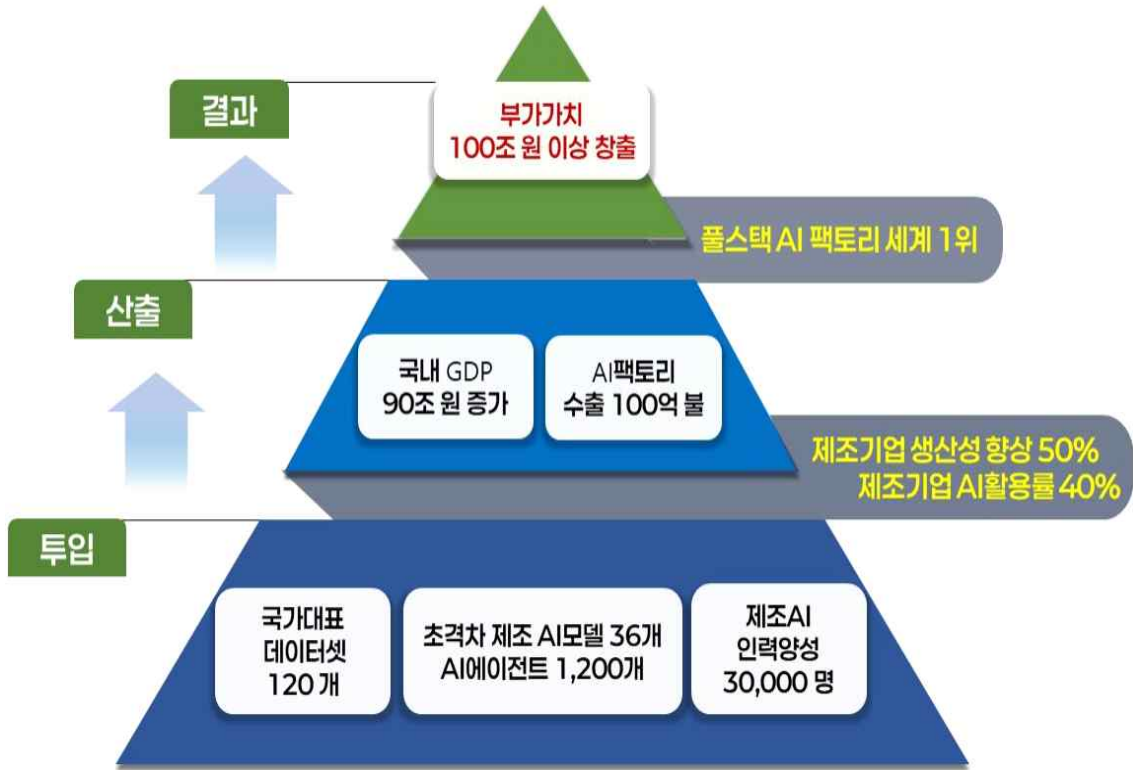 결과
부가가치
100조 원 이상 창출
풀스택 AI 팩토리 세계 1위
산출
국내 GDP
90조 원 증가
AI팩토리
수출 100억 불
제조기업 생산성 향상 50%
제조기업 AI활용률 40%
투입
국가대표
데이터셋
120 개
초격차 제조 AI모델 36개
AI에이전트 1,200개
제조AI
인력양성
30,000 명